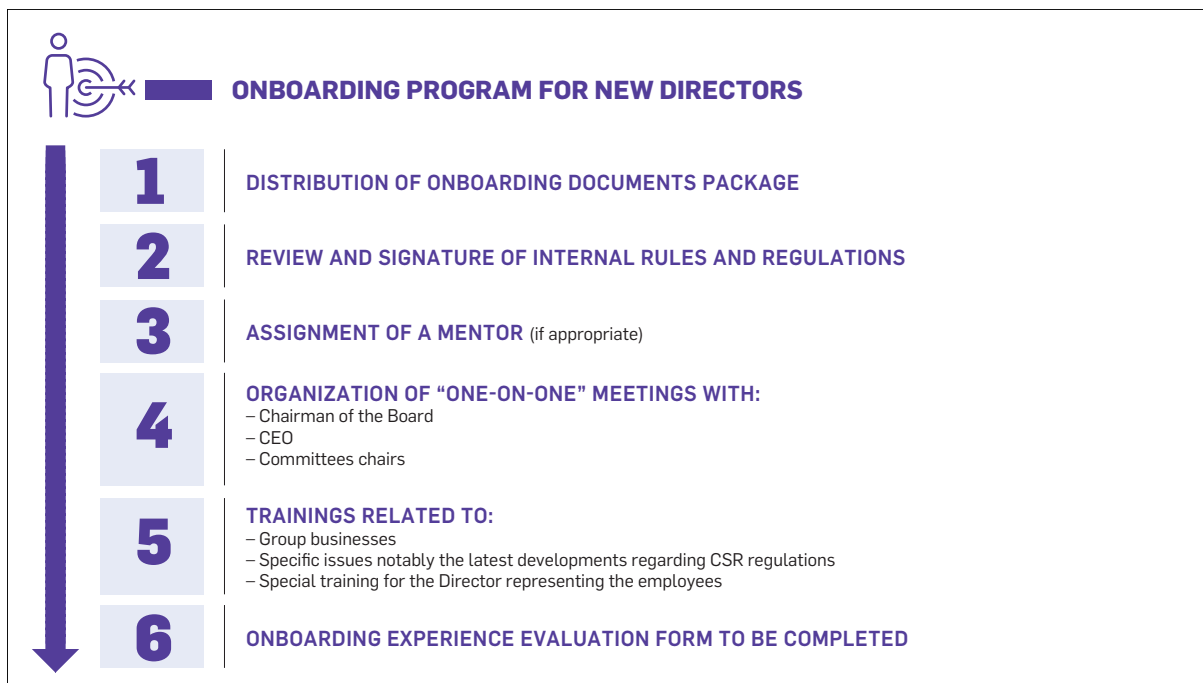 ONBOARDING PROGRAM FOR NEW DIRECTORS
1
DISTRIBUTION OF ONBOARDING DOCUMENTS PACKAGE
2
REVIEW AND SIGNATURE OF INTERNAL RULES AND REGULATIONS
3
ASSIGNMENT OF A MENTOR (if appropriate)
4
ORGANIZATION OF “ONE-ON-ONE” MEETINGS WITH:
– Chairman of the Board
– CEO
– Committees chairs
5
TRAININGS RELATED TO:
– Group businesses
– Specific issues notably the latest developments regarding CSR regulations
– Special training for the Director representing the employees
6
ONBOARDING EXPERIENCE EVALUATION FORM TO BE COMPLETED